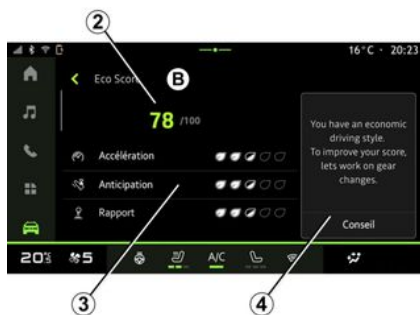 2
16°C · 20:23
Eco Score
B
78 /100
You have an economic
driving style.
To improve your score,
lets work on gear
changes.
Accélération
Anticipation
Rapport
Conseil
20°5
5
A/C
3
4